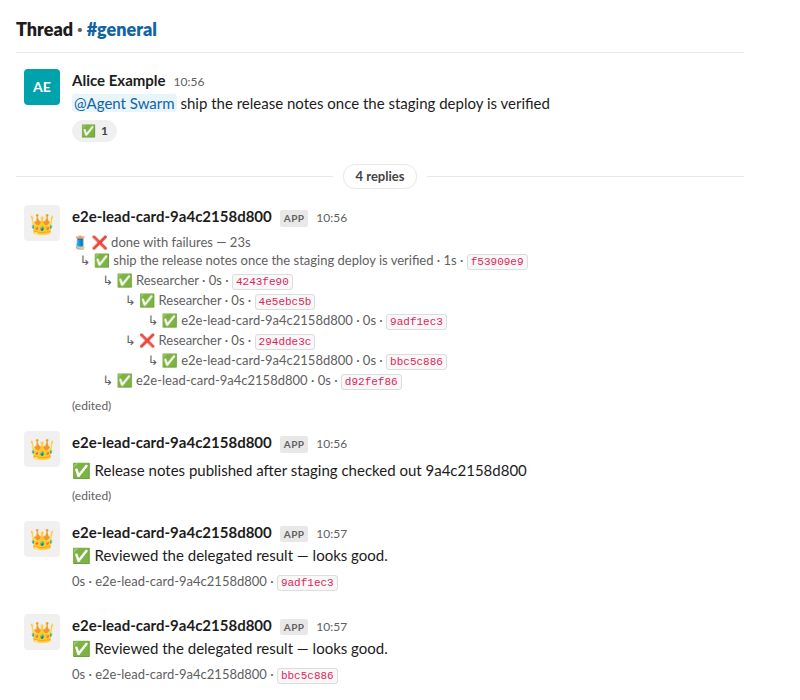 Thread • #general
AE
Alice Example 10:56
@Agent Swarm ship the release notes once the staging deploy is verified
✅ 1
4 replies
e2e-lead-card-9a4c2158d800 APP 10:56
🧵 ❌ done with failures — 23s
↳ ✅ ship the release notes once the staging deploy is verified · 1s · f53909e9
↳ ✅ Researcher · 0s · 4243fe90
↳ ✅ Researcher · 0s · 4e5ebc5b
↳ ✅ e2e-lead-card-9a4c2158d800 · 0s · 9adf1ec3
↳ ❌ Researcher · 0s · 294dde3c
↳ ✅ e2e-lead-card-9a4c2158d800 · 0s · bbc5c886
↳ ✅ e2e-lead-card-9a4c2158d800 · 0s · d92fef86
(edited)
e2e-lead-card-9a4c2158d800 APP 10:56
✅ Release notes published after staging checked out 9a4c2158d800
(edited)
e2e-lead-card-9a4c2158d800 APP 10:57
✅ Reviewed the delegated result — looks good.
0s · e2e-lead-card-9a4c2158d800 · 9adf1ec3
e2e-lead-card-9a4c2158d800 APP 10:57
✅ Reviewed the delegated result — looks good.
0s · e2e-lead-card-9a4c2158d800 · bbc5c886